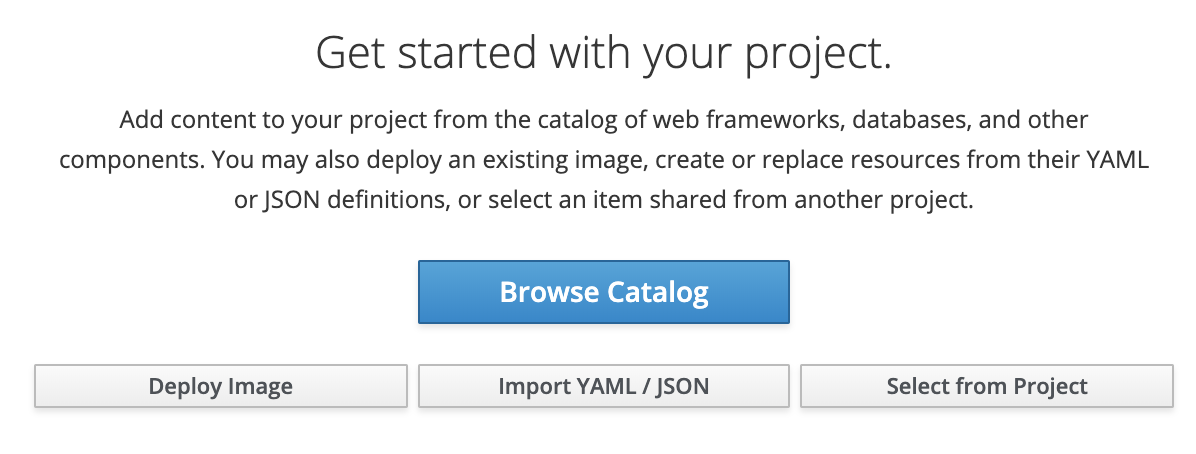 Get started with your project.
Add content to your project from the catalog of web frameworks, databases, and other
components. You may also deploy an existing image, create or replace resources from their YAML
or JSON definitions, or select an item shared from another project.
Browse Catalog
Deploy Image
Import YAML / JSON
Select from Project